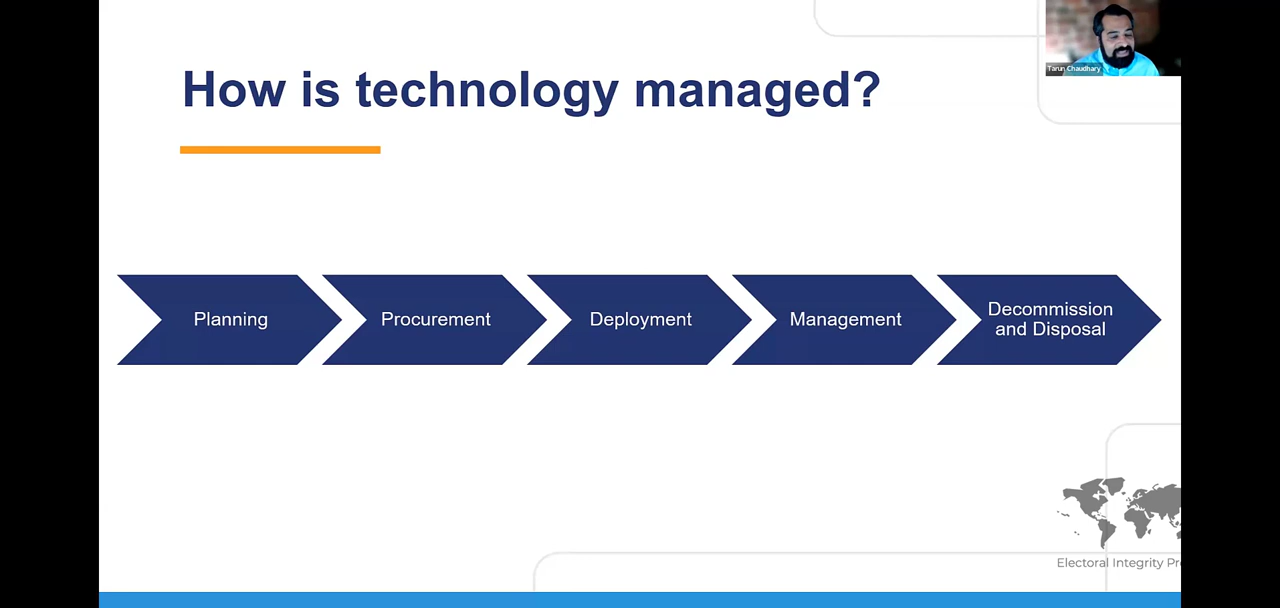 How is technology managed?
Tarun Chaudhary
Planning
Procurement
Deployment
Management
Decommission
and Disposal
Electoral Integrity Pr